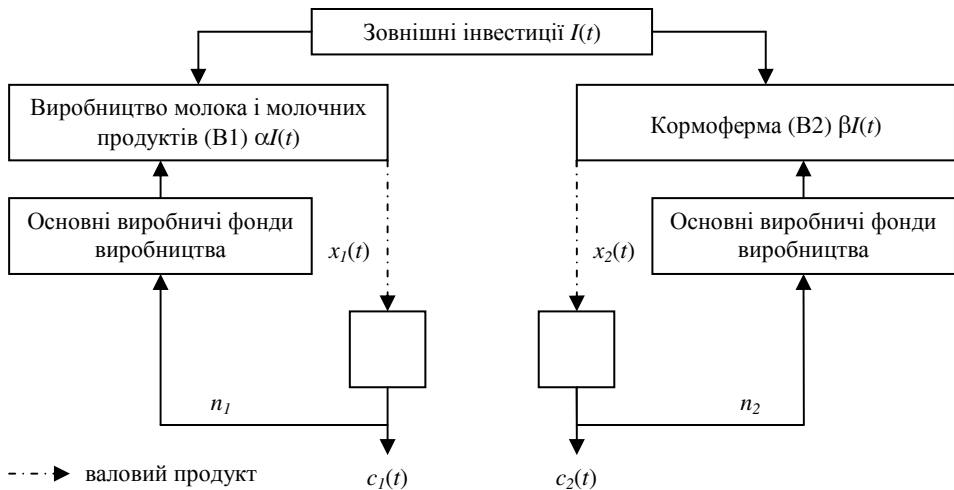 Зовнішні інвестиції I(t)
Виробництво молока і молочних
продуктів (В1) αI(t)
Кормоферма (В2) βI(t)
Основні виробничі фонди
виробництва
x1(t)
x2(t)
Основні виробничі фонди
виробництва
n1
n2
валовий продукт
c1(t)
c2(t)